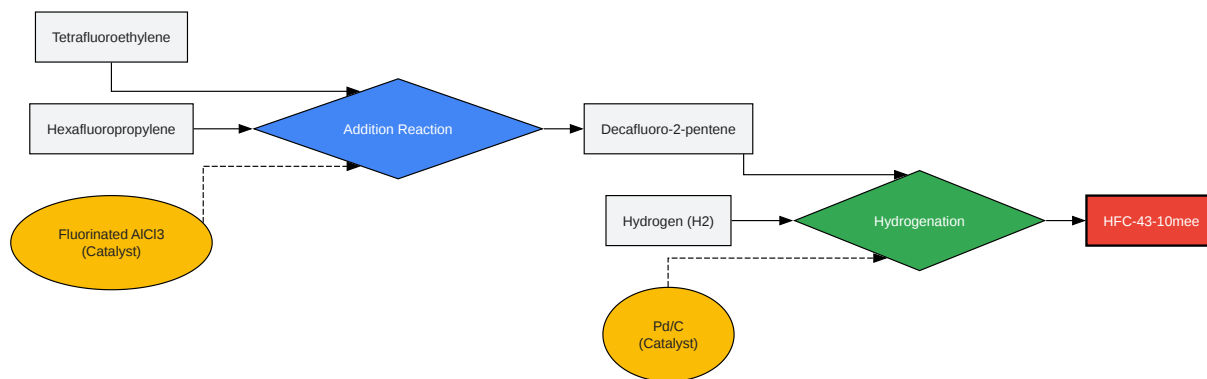 Tetrafluoroethylene
Hexafluoropropylene
Addition Reaction
Decafluoro-2-pentene
Fluorinated AlCl3
(Catalyst)
Hydrogen (H2)
Hydrogenation
HFC-43-10mee
Pd/C
(Catalyst)